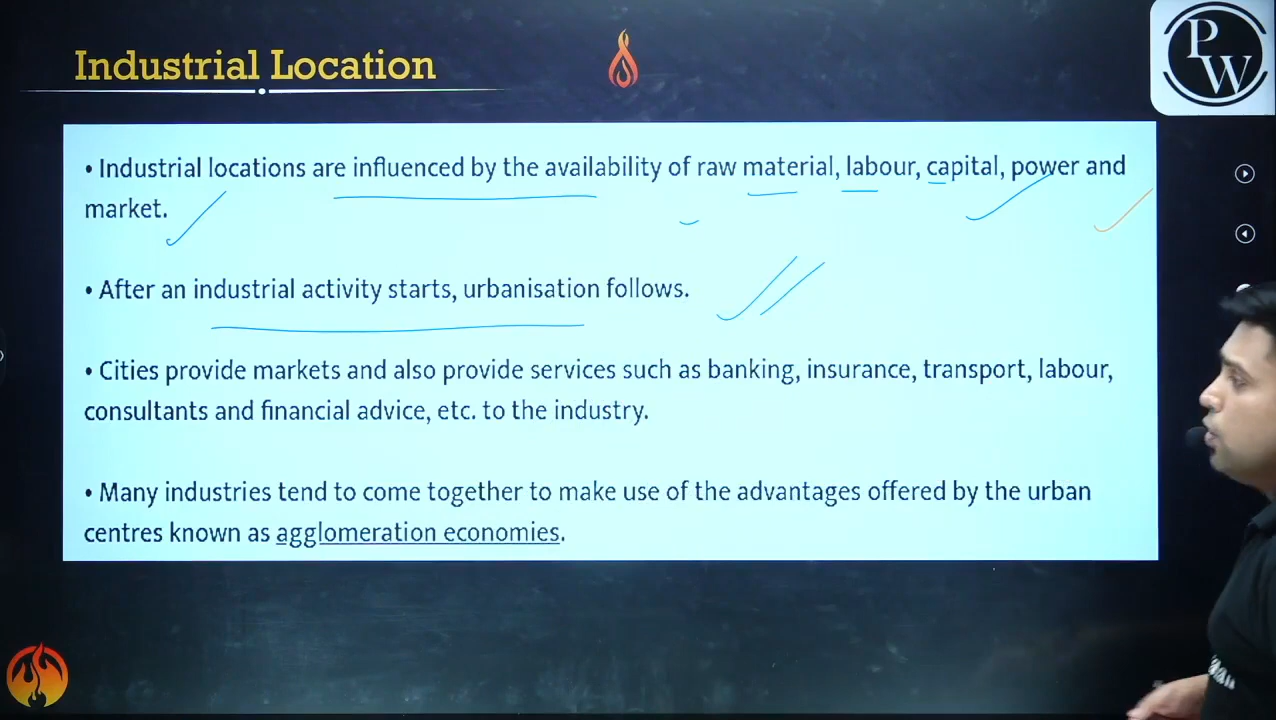 Industrial Location
PW
• Industrial locations are influenced by the availability of raw material, labour, capital, power and
market.
• After an industrial activity starts, urbanisation follows.
• Cities provide markets and also provide services such as banking, insurance, transport, labour,
consultants and financial advice, etc. to the industry.
• Many industries tend to come together to make use of the advantages offered by the urban
centres known as agglomeration economies.